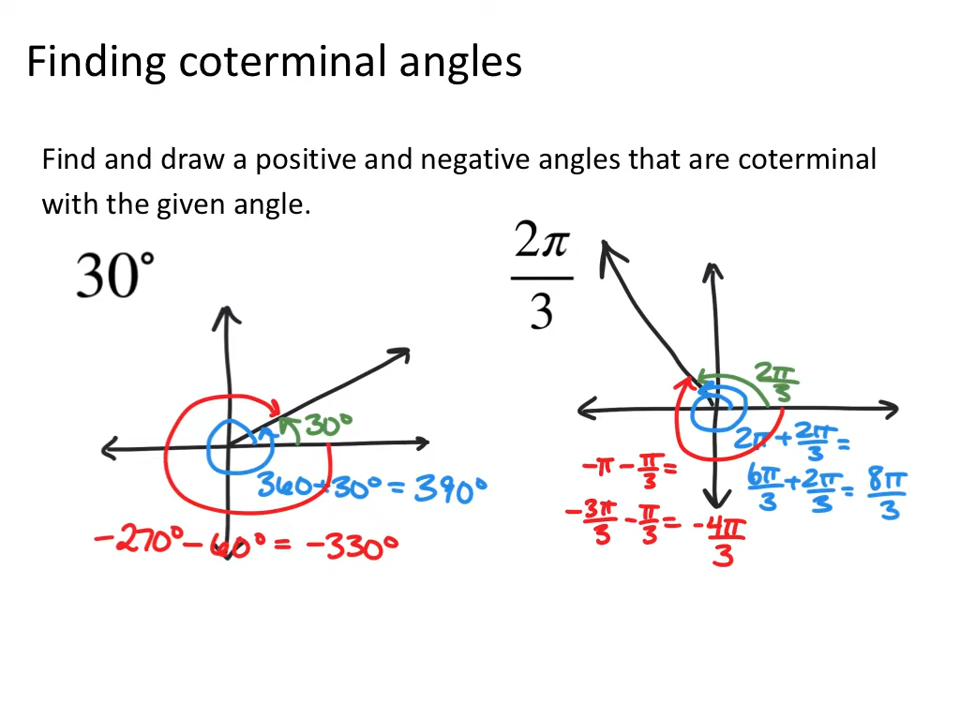 Finding coterminal angles
Find and draw a positive and negative angles that are coterminal
with the given angle.
30°
30°
360+30° = 390°
-270° - 60° = -330°
2π/3
2π/3
2π + 2π/3 =
6π/3 + 2π/3 = 8π/3
-π - π/3 =
-3π/3 - π/3 = -4π/3